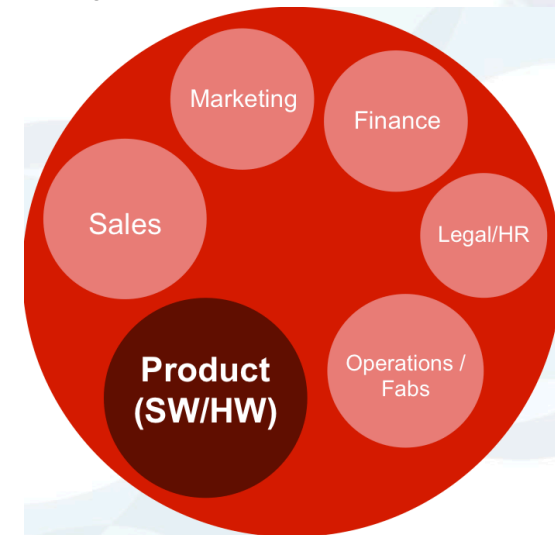 Marketing
Finance
Sales
Legal/HR
Product
(SW/HW)
Operations /
Fabs